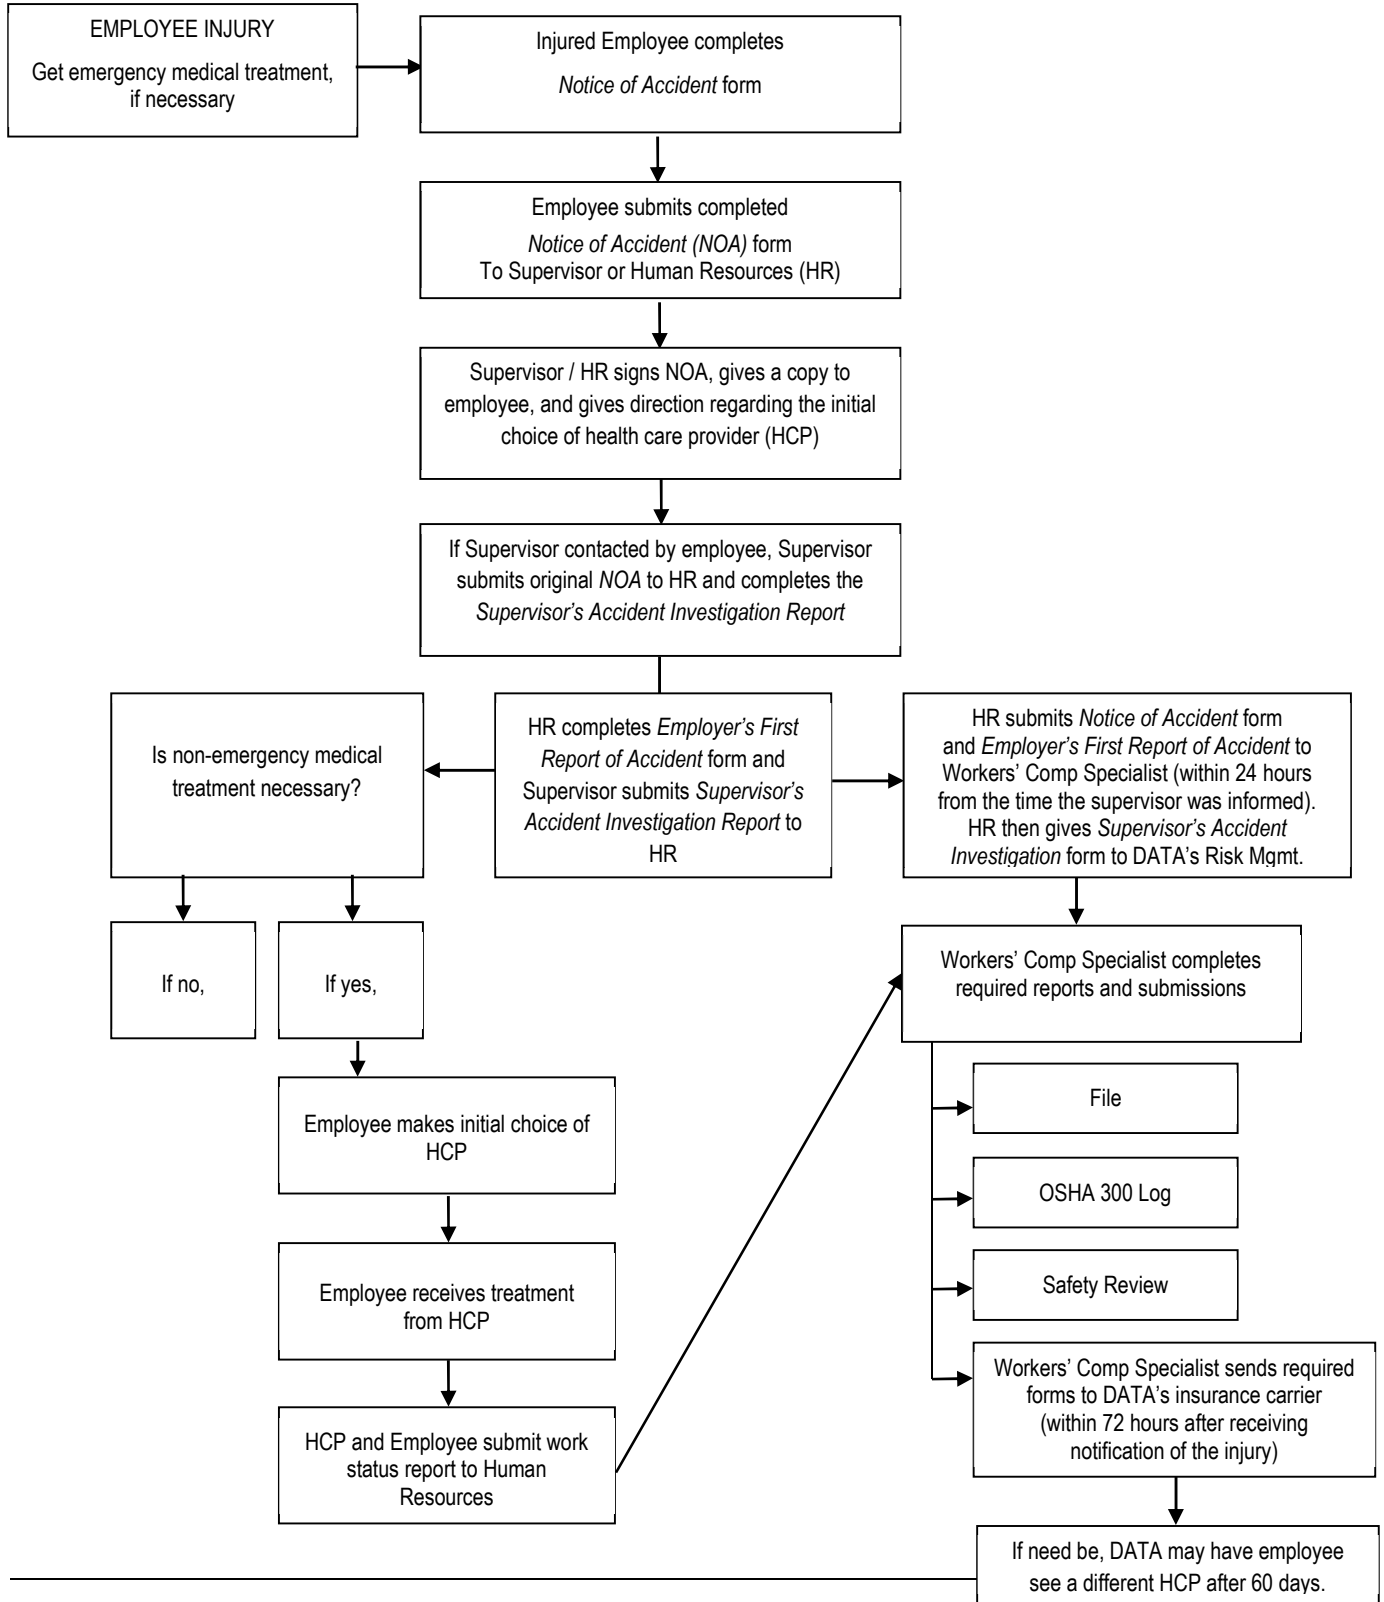 EMPLOYEE INJURY
Get emergency medical treatment,
if necessary
Injured Employee completes
Notice of Accident form
Employee submits completed
Notice of Accident (NOA) form
To Supervisor or Human Resources (HR)
Supervisor / HR signs NOA, gives a copy to
employee, and gives direction regarding the initial
choice of health care provider (HCP)
If Supervisor contacted by employee, Supervisor
submits original NOA to HR and completes the
Supervisor’s Accident Investigation Report
Is non-emergency medical
treatment necessary?
HR completes Employer’s First
Report of Accident form and
Supervisor submits Supervisor’s
Accident Investigation Report to
HR
HR submits Notice of Accident form
and Employer’s First Report of Accident to
Workers’ Comp Specialist (within 24 hours
from the time the supervisor was informed).
HR then gives Supervisor’s Accident
Investigation form to DATA’s Risk Mgmt.
If no,
If yes,
Workers’ Comp Specialist completes
required reports and submissions
Employee makes initial choice of
HCP
File
OSHA 300 Log
Employee receives treatment
from HCP
Safety Review
Workers’ Comp Specialist sends required
forms to DATA’s insurance carrier
(within 72 hours after receiving
notification of the injury)
HCP and Employee submit work
status report to Human
Resources
If need be, DATA may have employee
see a different HCP after 60 days.